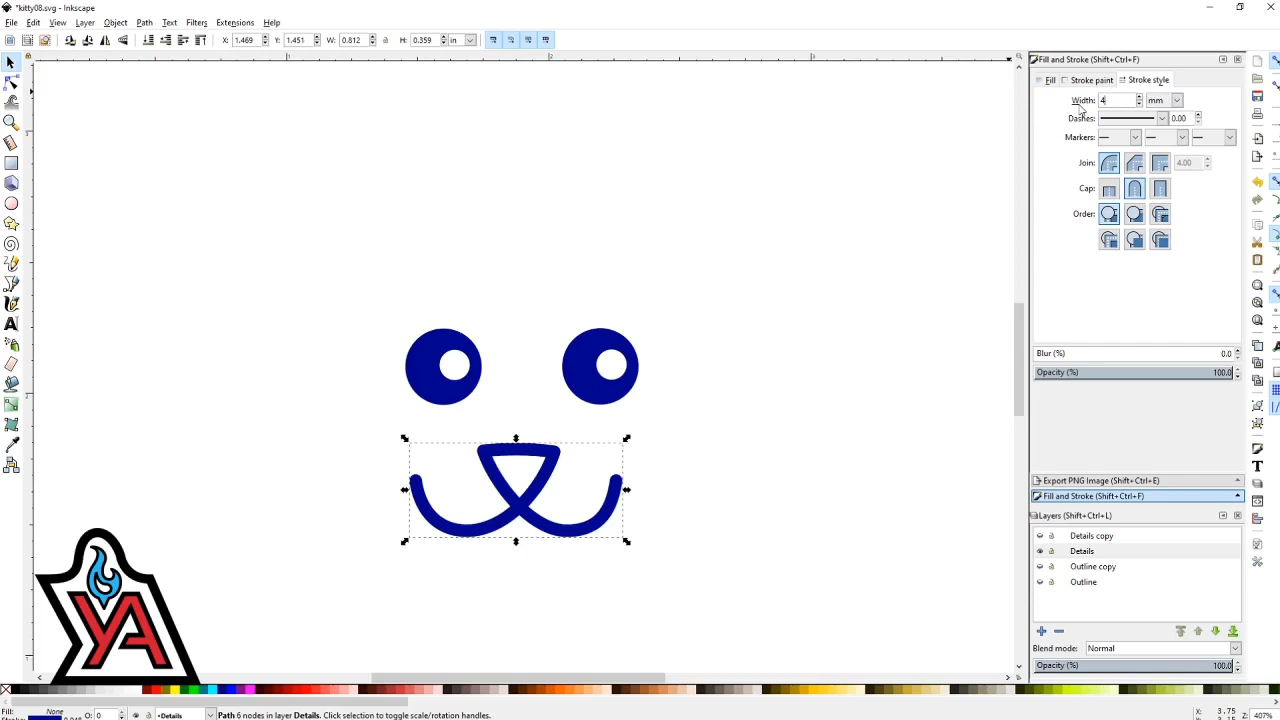 *kitty08.svg - Inkscape
File Edit View Layer Object Path Text Filters Extensions Help
X: 1.469 Y: 1.451 W: 0.812 H: 0.359 in
Fill and Stroke (Shift+Ctrl+F)
Fill Stroke paint Stroke style
Width: 4 mm
Dashes: 0.00
Markers:
Join: 4.00
Cap:
Order:
Blur (%) 0.0
Opacity (%) 100.0
Export PNG Image (Shift+Ctrl+E)
Fill and Stroke (Shift+Ctrl+F)
Layers (Shift+Ctrl+L)
Details copy
Details
Outline copy
Outline
Blend mode: Normal
Opacity (%) 100.0
YA
Fill: None
O: 0 •Details Path 6 nodes in layer Details. Click selection to toggle scale/rotation handles.
X: 3.75
Z: 407%